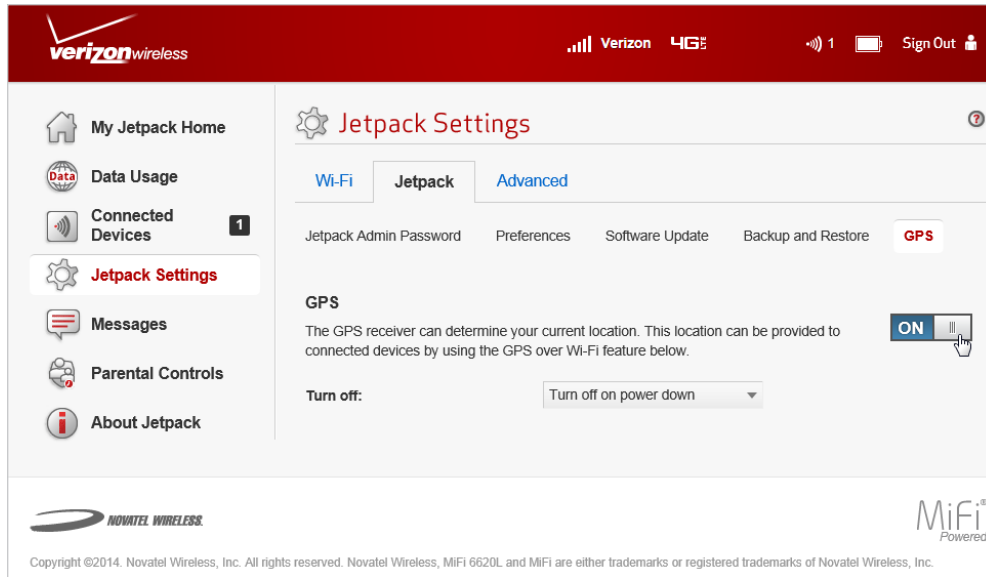 verizonwireless
Verizon 4G LTE
1
Sign Out
My Jetpack Home
Data
Data Usage
Connected
Devices
1
Jetpack Settings
Messages
Parental Controls
About Jetpack
Jetpack Settings
?
Wi-Fi Jetpack Advanced
Jetpack Admin Password Preferences Software Update Backup and Restore GPS
GPS
The GPS receiver can determine your current location. This location can be provided to
connected devices by using the GPS over Wi-Fi feature below.
ON
Turn off: Turn off on power down
NOVATEL WIRELESS.
MiFi®
Powered
Copyright ©2014. Novatel Wireless, Inc. All rights reserved. Novatel Wireless, MiFi 6620L and MiFi are either trademarks or registered trademarks of Novatel Wireless, Inc.